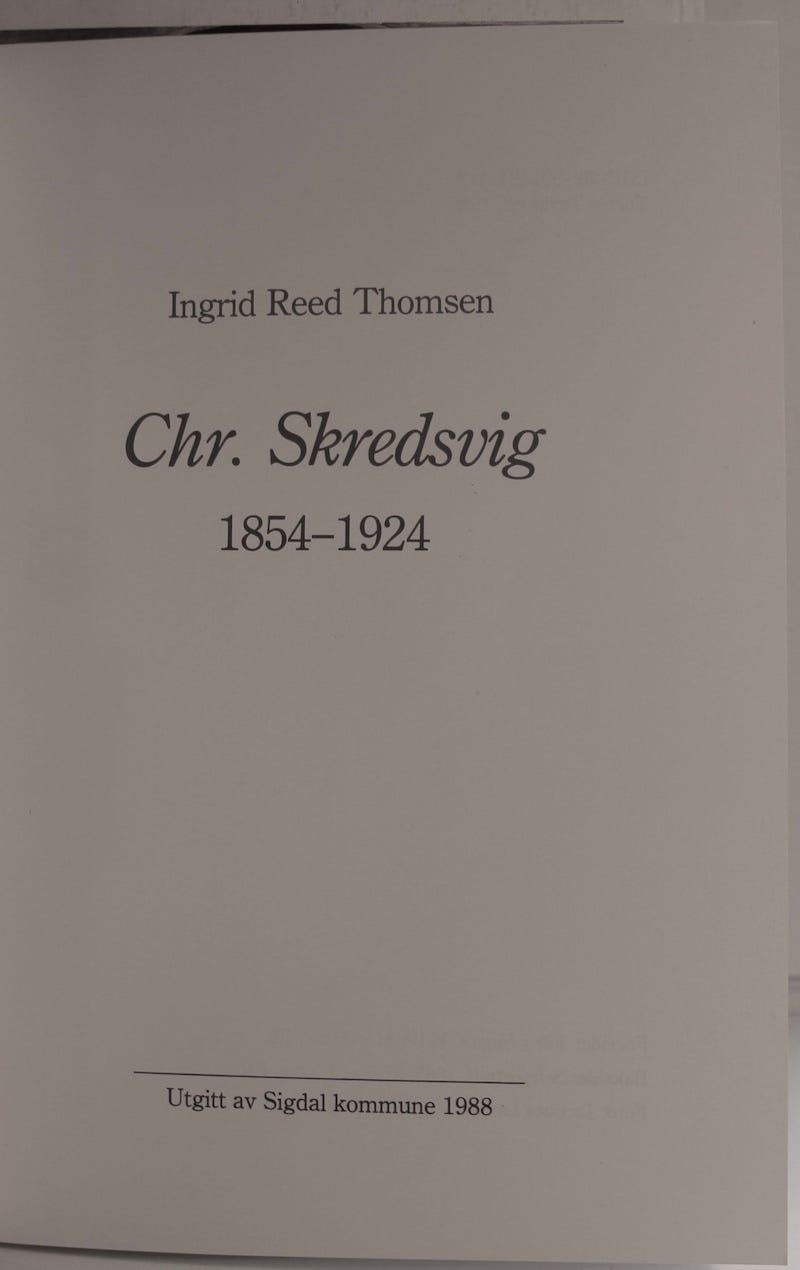 Ingrid Reed Thomsen
Chr. Skredsvig
1854–1924
Utgitt av Sigdal kommune 1988